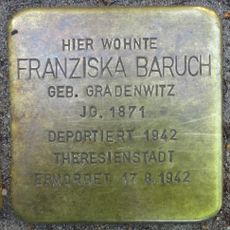 HIER WOHNTE
FRANZISKA BARUCH
GEB. GRADENWITZ
JG. 1871
DEPORTIERT 1942
THERESIENSTADT
ERMORDET 17.8.1942